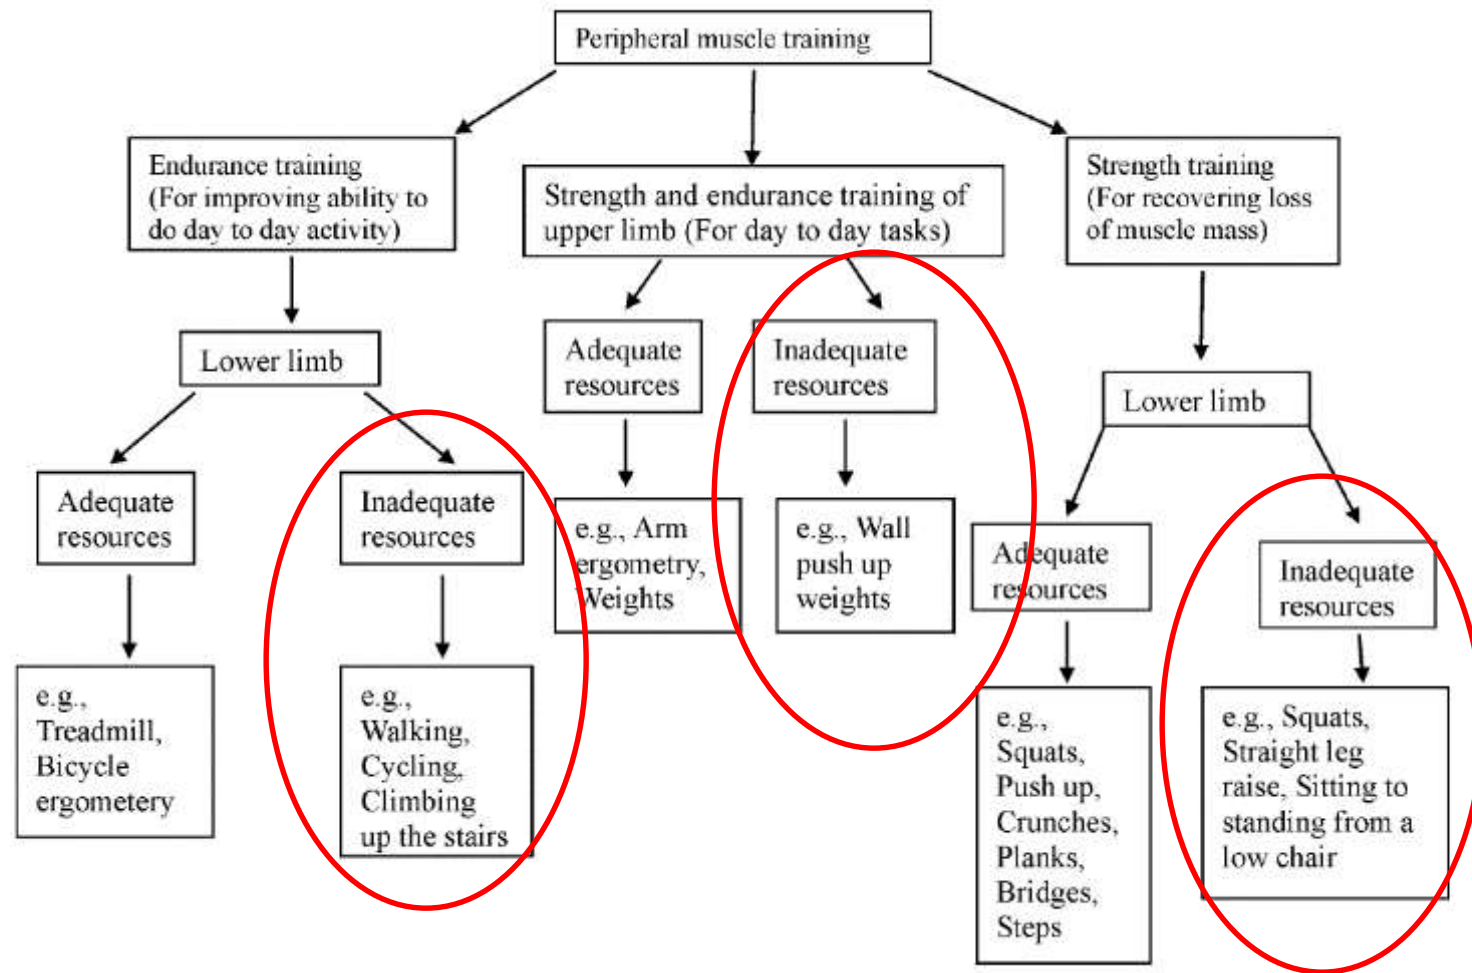 Peripheral muscle training
Endurance training
(For improving ability to
do day to day activity)
Strength and endurance training of
upper limb (For day to day tasks)
Strength training
(For recovering loss
of muscle mass)
Lower limb
Adequate
resources
Inadequate
resources
Lower limb
Adequate
resources
Inadequate
resources
e.g., Arm
ergometry,
Weights
e.g., Wall
push up
weights
Adequate
resources
Inadequate
resources
e.g.,
Treadmill,
Bicycle
ergometery
e.g.,
Walking,
Cycling,
Climbing
up the stairs
e.g.,
Squats,
Push up,
Crunches,
Planks,
Bridges,
Steps
e.g., Squats,
Straight leg
raise, Sitting to
standing from a
low chair